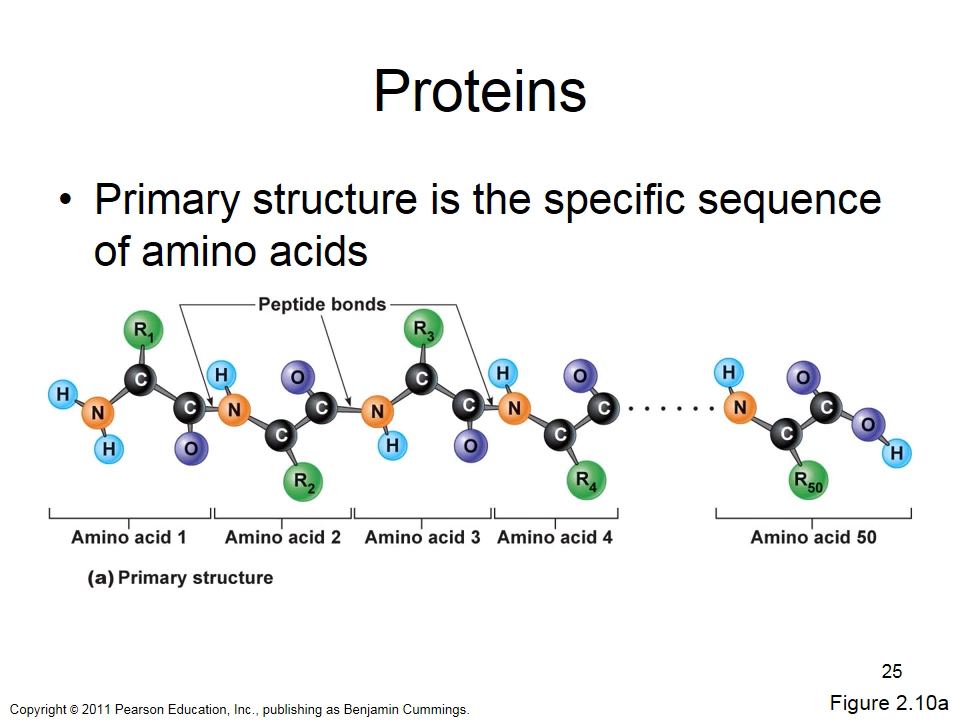 Proteins
• Primary structure is the specific sequence
of amino acids
Peptide bonds
R1 R3
H H O H O H O
C C
H N C N C N C N C N C O
H O C H O C C H
R2 R4 R50
Amino acid 1 Amino acid 2 Amino acid 3 Amino acid 4 Amino acid 50
(a) Primary structure
25
Figure 2.10a
Copyright © 2011 Pearson Education, Inc., publishing as Benjamin Cummings.